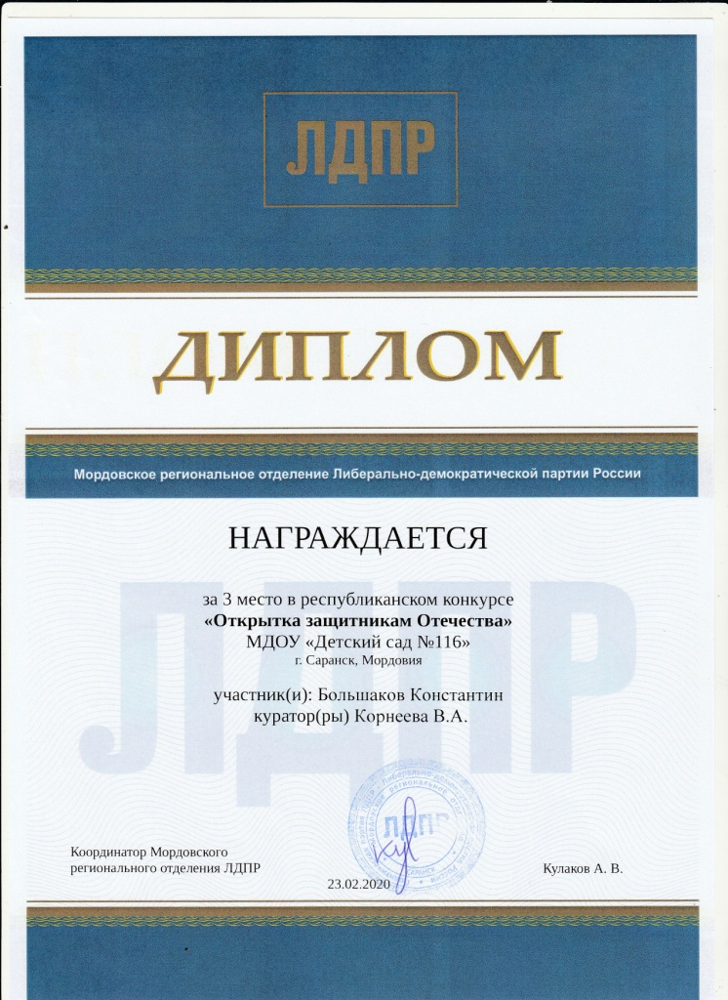 ЛДПР
ДИПЛОМ
Мордовское региональное отделение Либерально-демократической партии России
НАГРАЖДАЕТСЯ
за 3 место в республиканском конкурсе
«Открытка защитникам Отечества»
МДОУ «Детский сад №116»
г. Саранск, Мордовия
участник(и): Большаков Константин
куратор(ры) Корнеева В.А.
ЛДПР
ЛДПР
САРАНСК
Координатор Мордовского
регионального отделения ЛДПР
Кулаков А. В.
23.02.2020